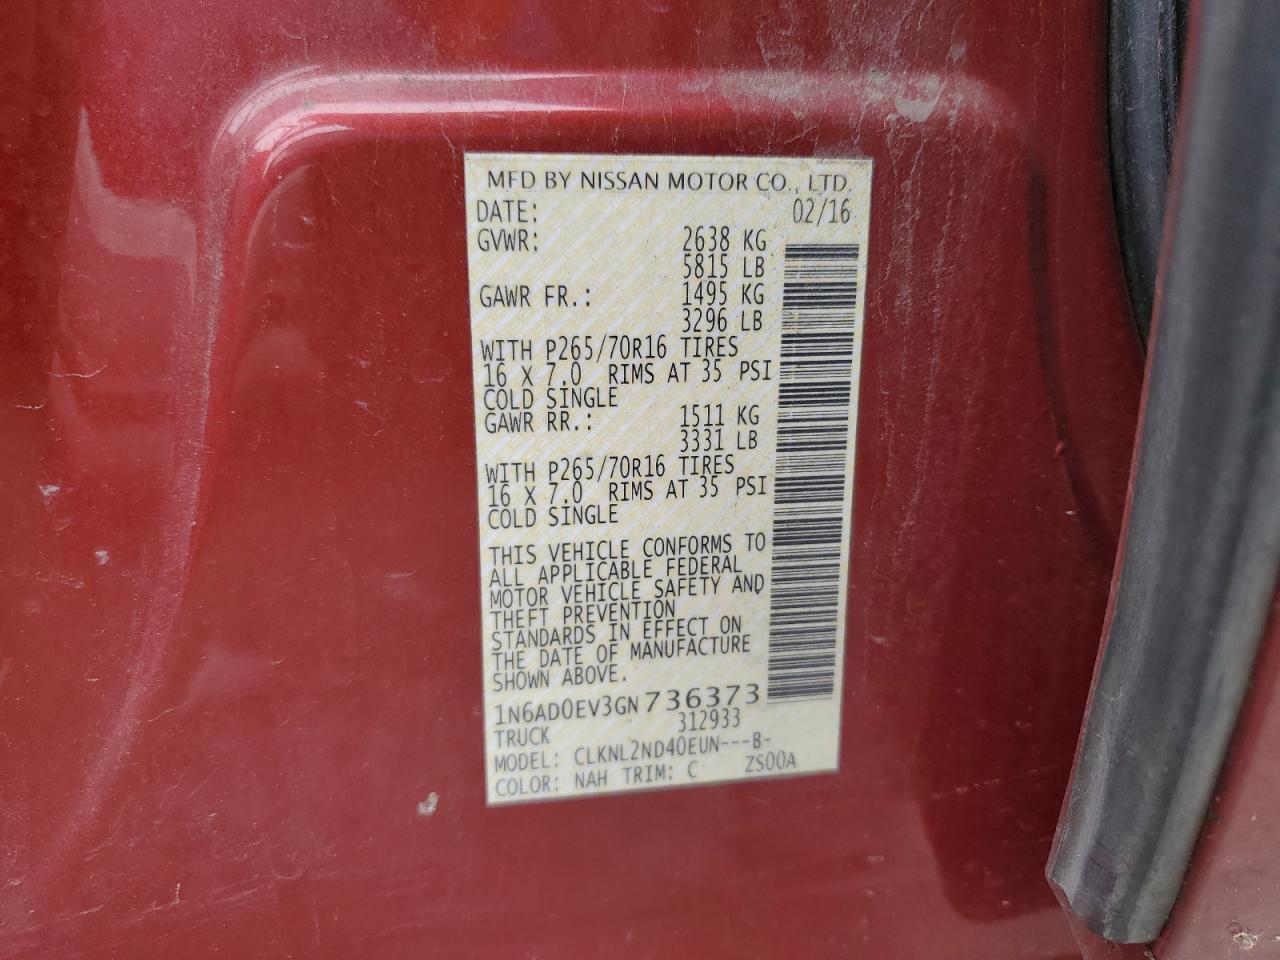 MFD BY NISSAN MOTOR CO., LTD.
DATE: 02/16
GVWR: 2638 KG
5815 LB
GAWR FR.: 1495 KG
3296 LB
WITH P265/70R16 TIRES
16 X 7.0 RIMS AT 35 PSI
COLD SINGLE
GAWR RR.: 1511 KG
3331 LB
WITH P265/70R16 TIRES
16 X 7.0 RIMS AT 35 PSI
COLD SINGLE
THIS VEHICLE CONFORMS TO
ALL APPLICABLE FEDERAL
MOTOR VEHICLE SAFETY AND
THEFT PREVENTION
STANDARDS IN EFFECT ON
THE DATE OF MANUFACTURE
SHOWN ABOVE.
1N6AD0EV3GN736373
TRUCK 312933
MODEL: CLKNL2ND40EUN---B-
COLOR: NAH TRIM: C ZS00A